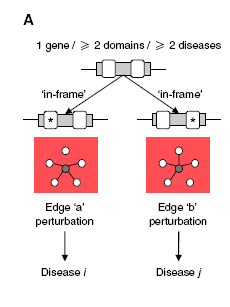 A
1 gene / ⩾ 2 domains / ⩾ 2 diseases
‘in-frame’ ‘in-frame’
* *
Edge ‘a’ perturbation
Edge ‘b’ perturbation
Disease i
Disease j